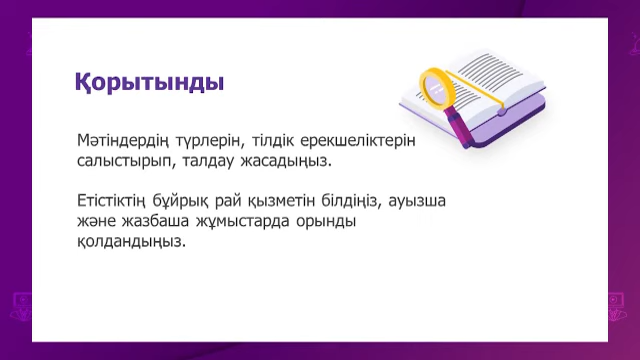 Қорытынды
Мәтіндердің түрлерін, тілдік ерекшеліктерін
салыстырып, талдау жасадыңыз.
Етістіктің бұйрық рай қызметін білдіңіз, ауызша
және жазбаша жұмыстарда орынды
қолдандыңыз.